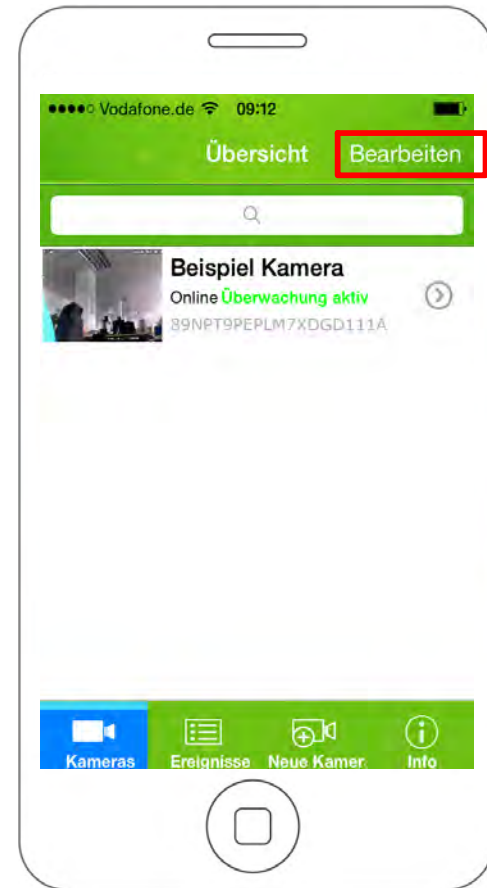 Vodafone.de 09:12
Übersicht Bearbeiten
Beispiel Kamera
Online Überwachung aktiv
89NPT9PEPLM7XDGD111A
Kameras Ereignisse Neue Kamer Info